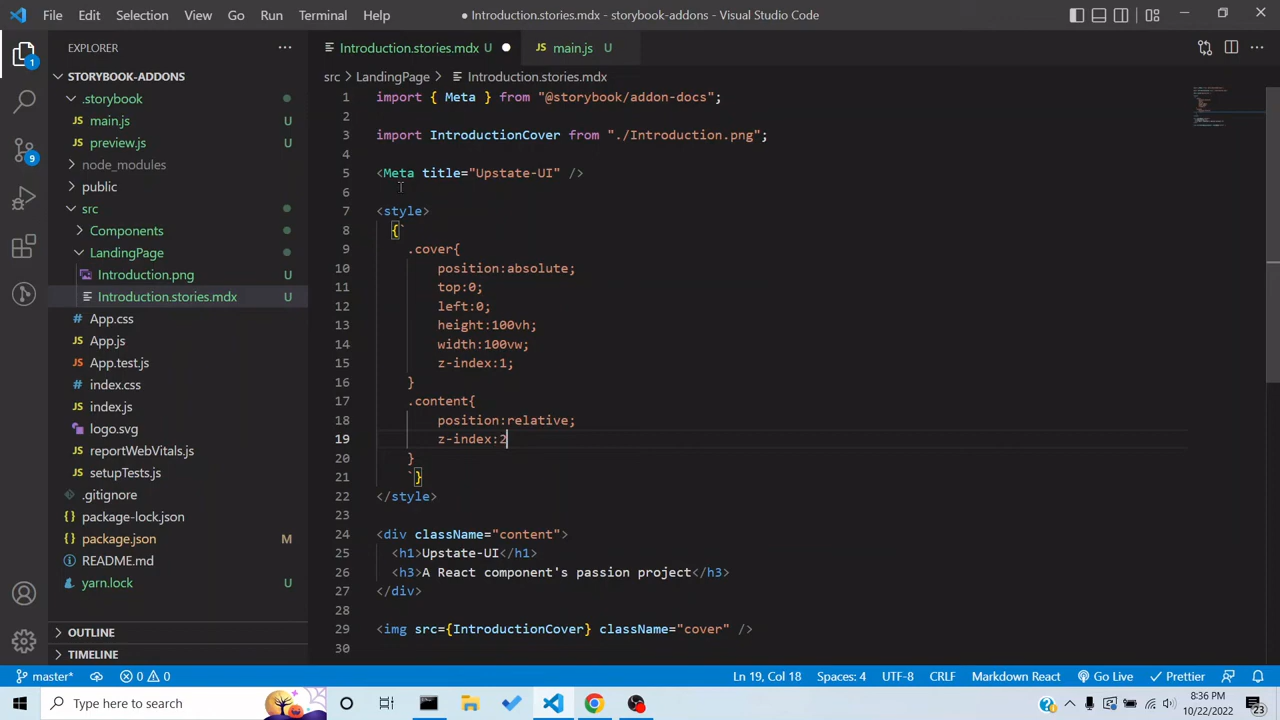 File Edit Selection View Go Run Terminal Help ● Introduction.stories.mdx - storybook-addons - Visual Studio Code
EXPLORER
Introduction.stories.mdx U
main.js U
STORYBOOK-ADDONS
src > LandingPage > Introduction.stories.mdx
.storybook
main.js
preview.js
node_modules
public
src
Components
LandingPage
Introduction.png U
Introduction.stories.mdx U
App.css
App.js
App.test.js
index.css
index.js
logo.svg
reportWebVitals.js
setupTests.js
.gitignore
package-lock.json
package.json M
README.md
yarn.lock U
OUTLINE
TIMELINE
1
9
1 import { Meta } from "@storybook/addon-docs";
2
3 import IntroductionCover from "./Introduction.png";
4
5 <Meta title="Upstate-UI" />
6
7 <style>
8 {`
9 .cover{
10 position:absolute;
11 top:0;
12 left:0;
13 height:100vh;
14 width:100vw;
15 z-index:1;
16 }
17 .content{
18 position:relative;
19 z-index:2
20 }
21 `}
22 </style>
23
24 <div className="content">
25 <h1>Upstate-UI</h1>
26 <h3>A React component's passion project</h3>
27 </div>
28
29 <img src={IntroductionCover} className="cover" />
30
master* 0 0 Ln 19, Col 18 Spaces: 4 UTF-8 CRLF Markdown React Go Live Prettier
Type here to search
8:36 PM
10/22/2022
23